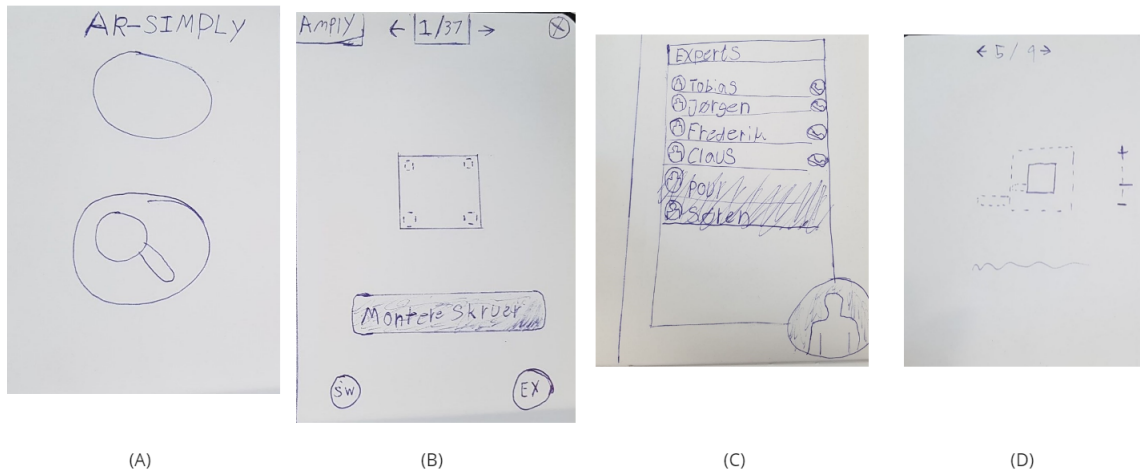 AR-SIMPLY
AMPLY
← 1/37 →
X
Montere Skruer
SW
EX
Experts
Tobias
Jørgen
Frederik
Claus
poul
Søren
← 5/9 →
+
-
(A)
(B)
(C)
(D)